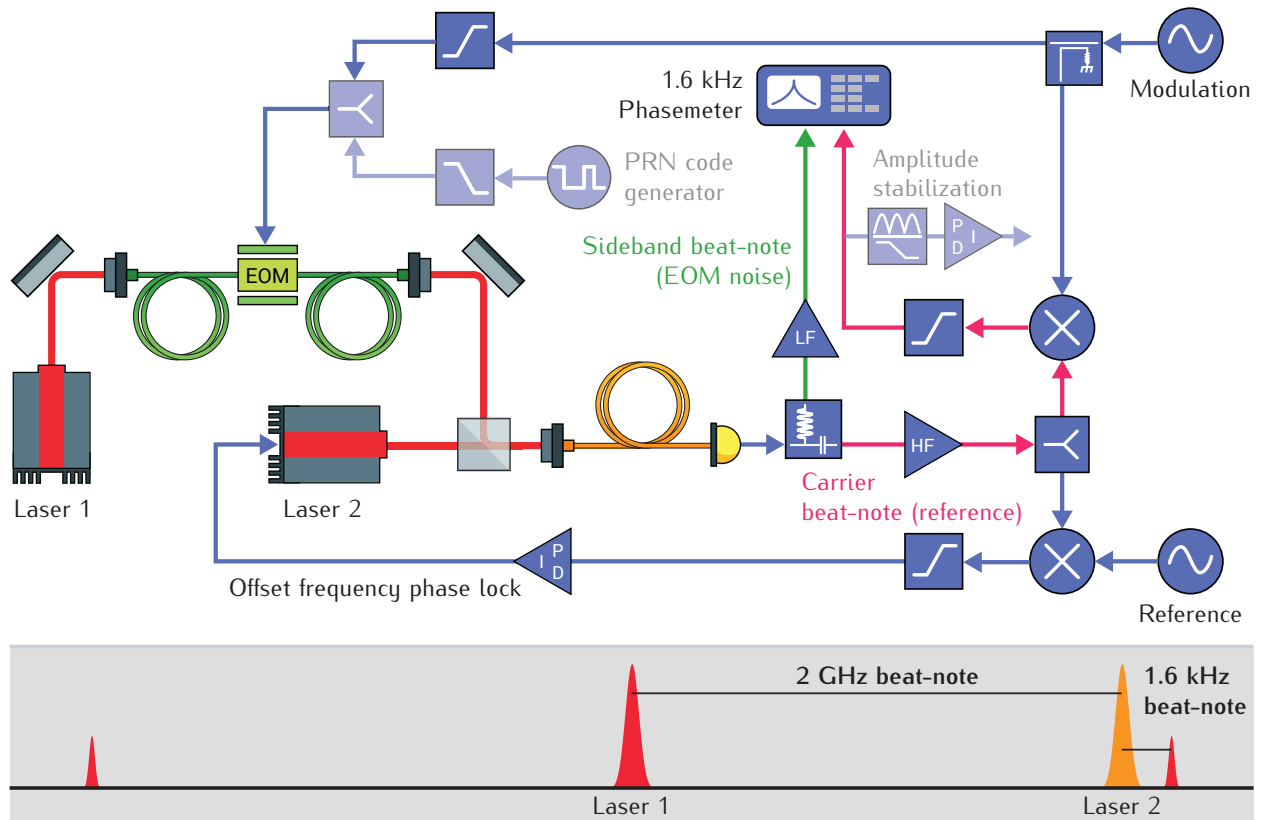 Modulation
1.6 kHz
Phasemeter
PRN code
generator
Amplitude
stabilization
P
I
D
Sideband beat-note
(EOM noise)
EOM
LF
HF
Carrier
beat-note (reference)
Laser 1
Laser 2
P
I
D
Offset frequency phase lock
Reference
2 GHz beat-note
1.6 kHz
beat-note
Laser 1
Laser 2